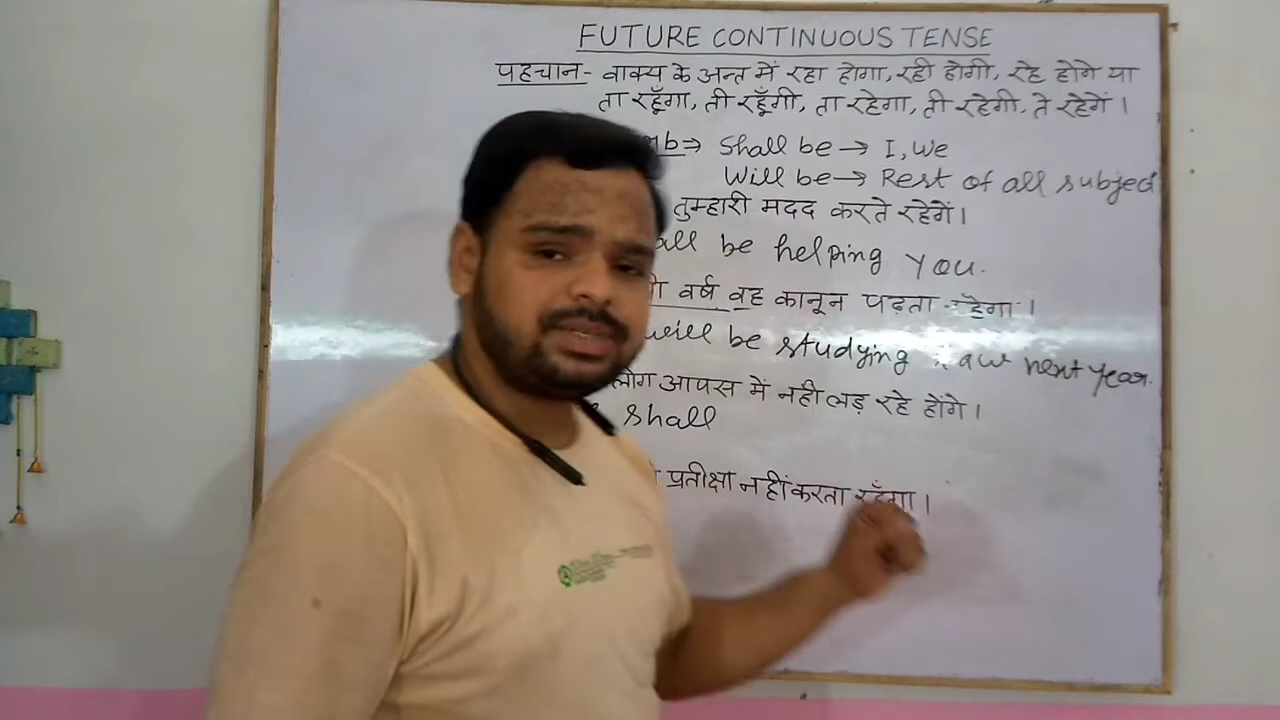 FUTURE CONTINUOUS TENSE
पहचान- वाक्य के अन्त में रहा होगा, रही होगी, रहे होंगे या
ता रहूँगा, ती रहूँगी, ता रहेगा, ती रहेगी, ते रहेगें।
Shall be → I, we
Will be → Rest of all subject
तुम्हारी मदद करते रहेगें।
be helping you.
वर्ष वह कानून पढ़ता रहेगा।
will be studying law next year.
लोग आपस में नही लड़ रहे होंगे।
shall
प्रतीक्षा नहीं करता रहूँगा।